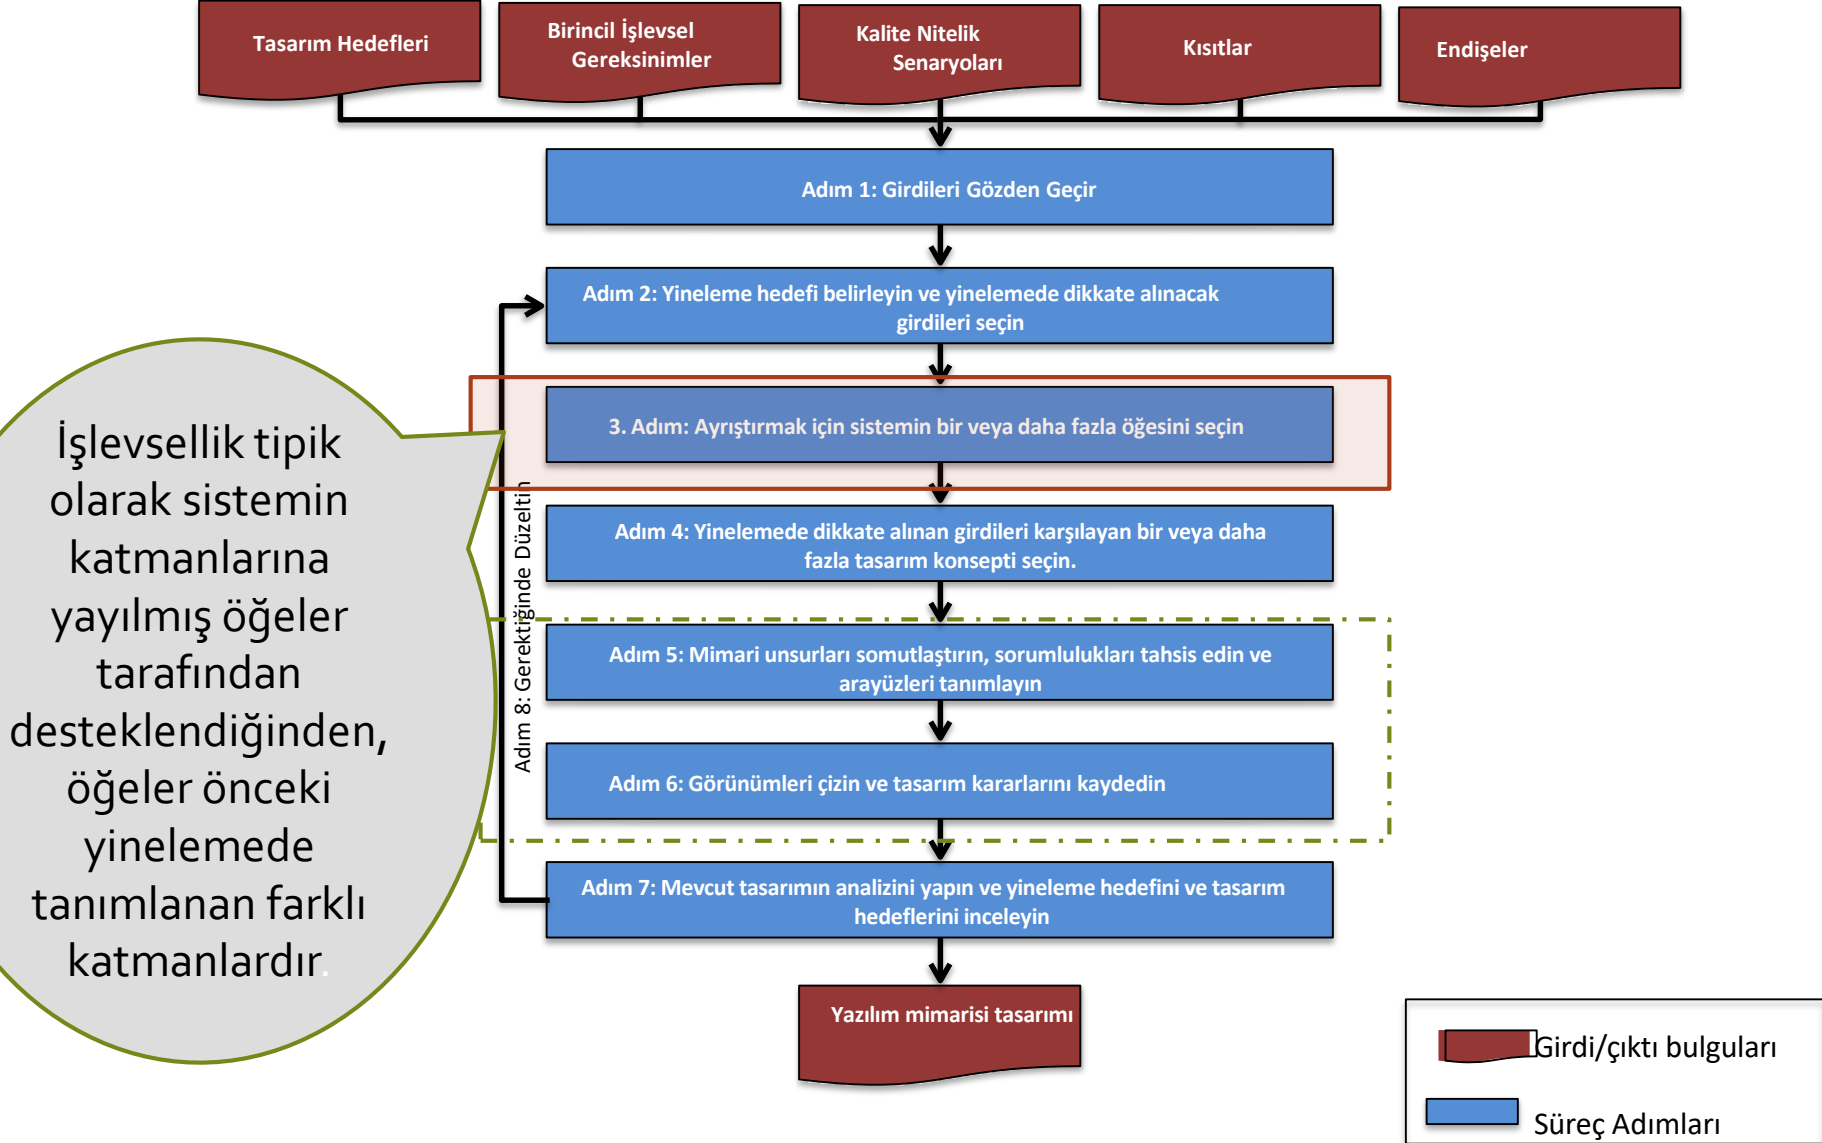 Tasarım Hedefleri
Birincil İşlevsel
Gereksinimler
Kalite Nitelik
Senaryoları
Kısıtlar
Endişeler
Adım 1: Girdileri Gözden Geçir
Adım 2: Yineleme hedefi belirleyin ve yinelemede dikkate alınacak
girdileri seçin
3. Adım: Ayrıştırmak için sistemin bir veya daha fazla öğesini seçin
Adım 4: Yinelemede dikkate alınan girdileri karşılayan bir veya daha
fazla tasarım konsepti seçin.
Adım 5: Mimari unsurları somutlaştırın, sorumlulukları tahsis edin ve
arayüzleri tanımlayın
Adım 6: Görünümleri çizin ve tasarım kararlarını kaydedin
Adım 7: Mevcut tasarımın analizini yapın ve yineleme hedefini ve tasarım
hedeflerini inceleyin
Adım 8: Gerektiğinde Düzeltin
Yazılım mimarisi tasarımı
İşlevsellik tipik
olarak sistemin
katmanlarına
yayılmış öğeler
tarafından
desteklendiğinden,
öğeler önceki
yinelemede
tanımlanan farklı
katmanlardır.
Girdi/çıktı bulguları
Süreç Adımları